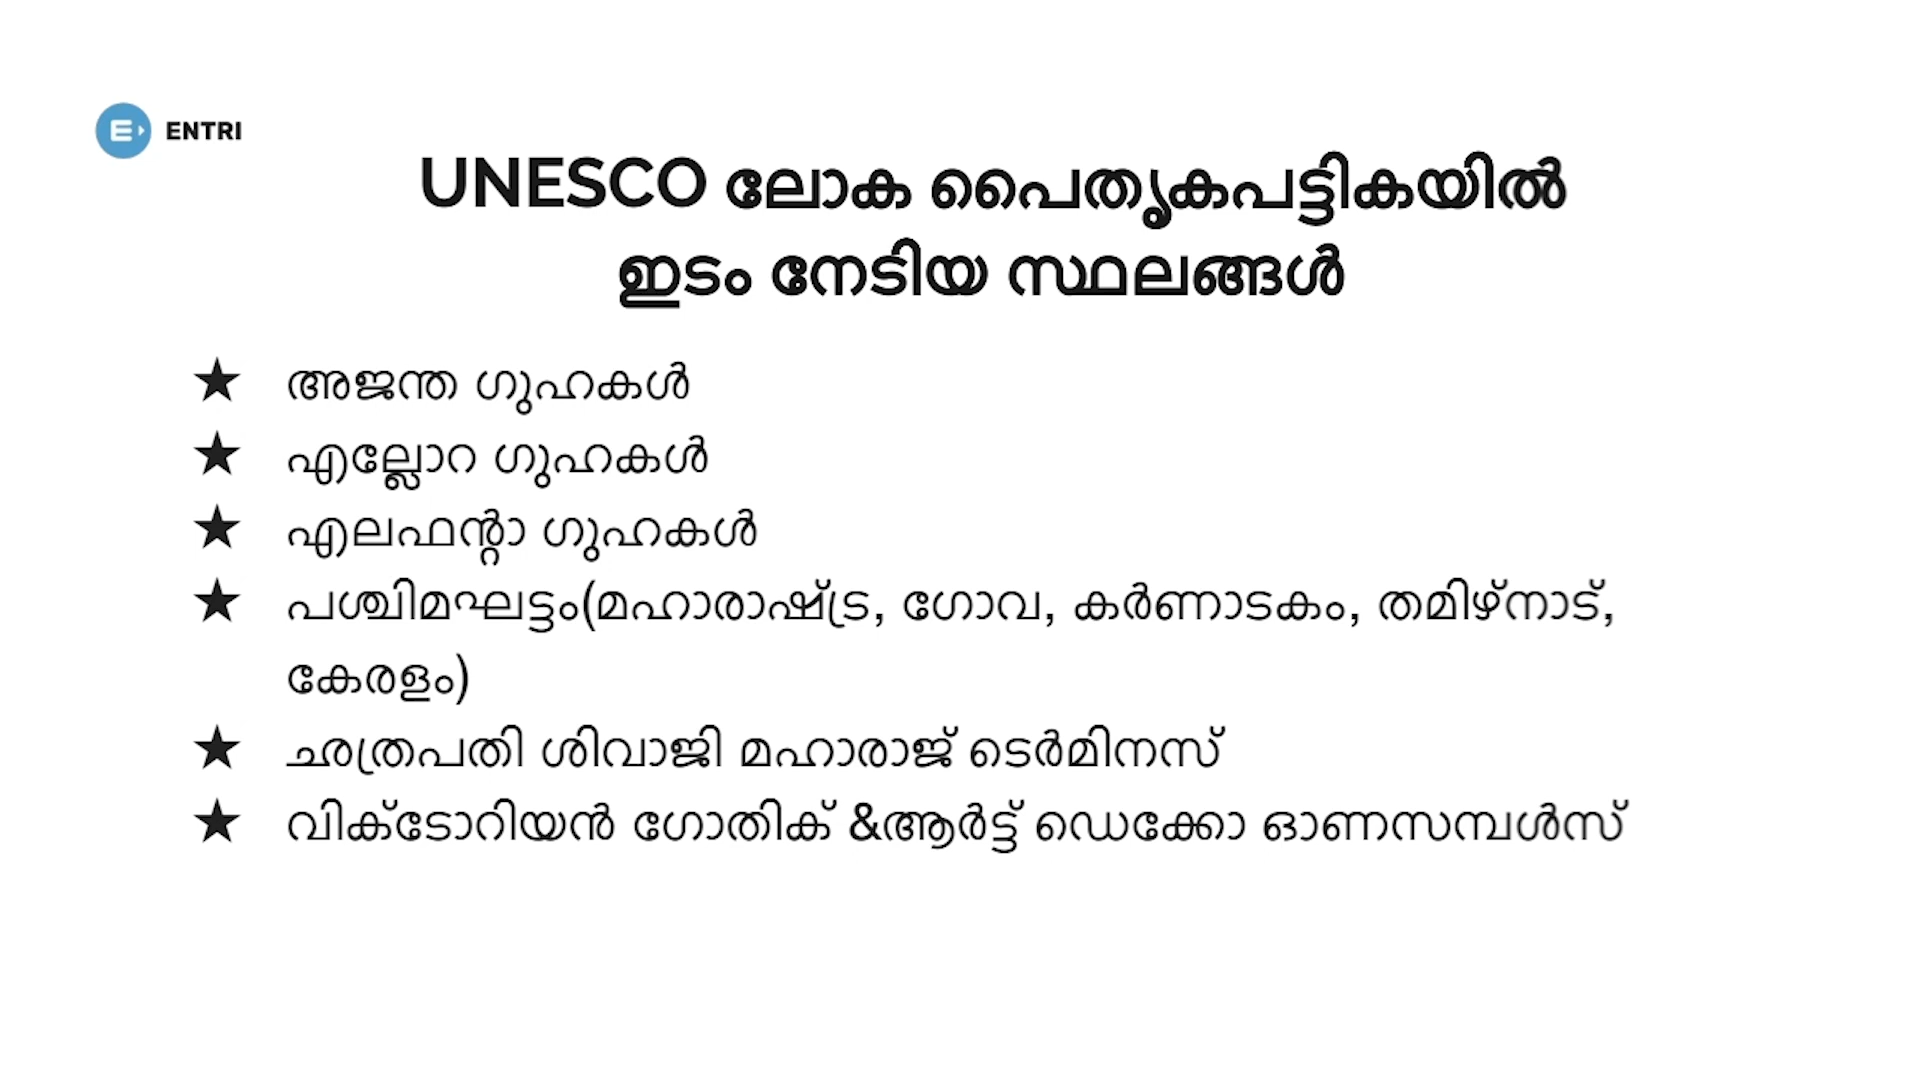 ENTRI
UNESCO ലോക പൈതൃകപട്ടികയിൽ
ഇടം നേടിയ സ്ഥലങ്ങൾ
★ അജന്ത ഗുഹകൾ
★ എല്ലോറ ഗുഹകൾ
★ എലഫന്റാ ഗുഹകൾ
★ പശ്ചിമഘട്ടം(മഹാരാഷ്ട്ര, ഗോവ, കർണാടകം, തമിഴ്നാട്,
കേരളം)
★ ഛത്രപതി ശിവാജി മഹാരാജ് ടെർമിനസ്
★ വിക്ടോറിയൻ ഗോതിക് &ആർട്ട് ഡെക്കോ ഓണസമ്പൾസ്